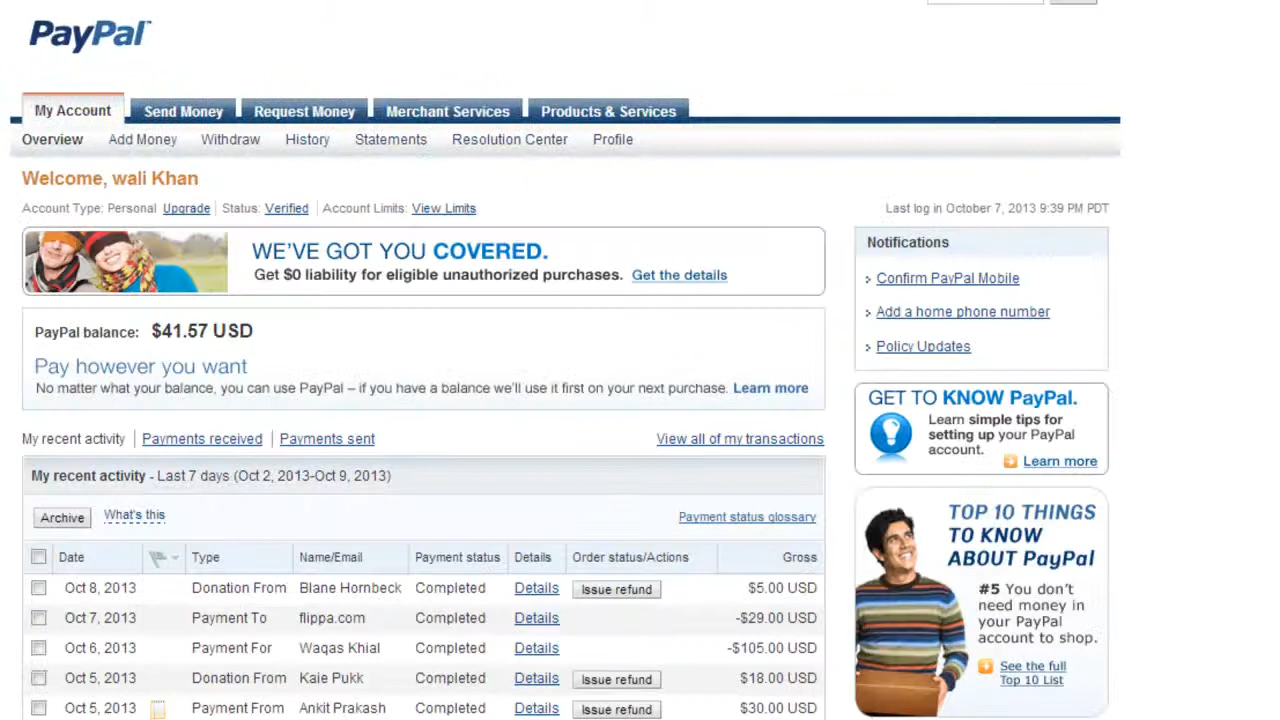 PayPal™
My Account Send Money Request Money Merchant Services Products & Services
Overview Add Money Withdraw History Statements Resolution Center Profile
Welcome, wali Khan
Account Type: Personal Upgrade Status: Verified Account Limits: View Limits
Last log in October 7, 2013 9:39 PM PDT
WE'VE GOT YOU COVERED.
Get $0 liability for eligible unauthorized purchases. Get the details
PayPal balance: $41.57 USD
Pay however you want
No matter what your balance, you can use PayPal – if you have a balance we'll use it first on your next purchase. Learn more
My recent activity Payments received Payments sent View all of my transactions
My recent activity - Last 7 days (Oct 2, 2013-Oct 9, 2013)
Archive What's this Payment status glossary
Date Type Name/Email Payment status Details Order status/Actions Gross
Oct 8, 2013 Donation From Blane Hornbeck Completed Details Issue refund $5.00 USD
Oct 7, 2013 Payment To flippa.com Completed Details -$29.00 USD
Oct 6, 2013 Payment For Waqas Khial Completed Details -$105.00 USD
Oct 5, 2013 Donation From Kaie Pukk Completed Details Issue refund $18.00 USD
Oct 5, 2013 Payment From Ankit Prakash Completed Details Issue refund $30.00 USD
Notifications
Confirm PayPal Mobile
Add a home phone number
Policy Updates
GET TO KNOW PayPal.
Learn simple tips for
setting up your PayPal
account.
Learn more
TOP 10 THINGS
TO KNOW
ABOUT PayPal
#5 You don't
need money in
your PayPal
account to shop.
See the full
Top 10 List